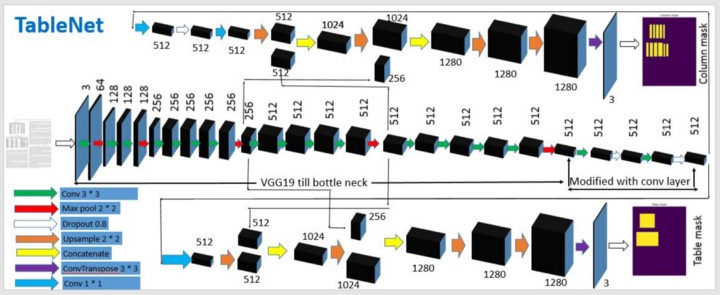 TableNet
512 512 512 512 512 1024 1024 256 1280 1280 1280 3 Column mask
3 64 128 128 128 256 256 256 256 256 256 512 512 512 512 512 512 512 512 512 512 512 512 512 512
VGG19 till bottle neck
Modified with conv layer
Conv 3 * 3
Max pool 2 * 2
Dropout 0.8
Upsample 2 * 2
Concatenate
ConvTranspose 3 * 3
Conv 1 * 1
512 512 512 1024 256 1024 1280 1280 1280 3 Table mask